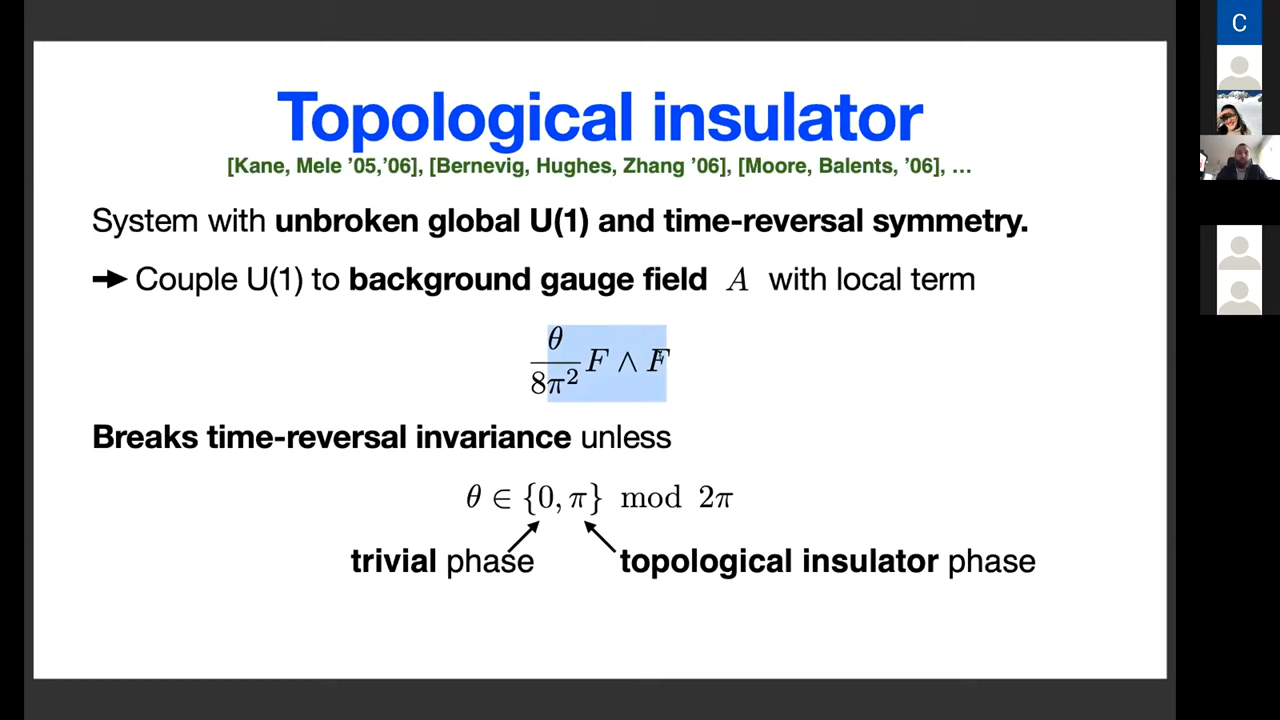 Topological insulator
[Kane, Mele ’05,’06], [Bernevig, Hughes, Zhang ’06], [Moore, Balents, ’06], …
System with unbroken global U(1) and time-reversal symmetry.
➡ Couple U(1) to background gauge field A with local term
θ/8π² F ∧ F
Breaks time-reversal invariance unless
θ ∈ {0, π} mod 2π
trivial phase topological insulator phase
C